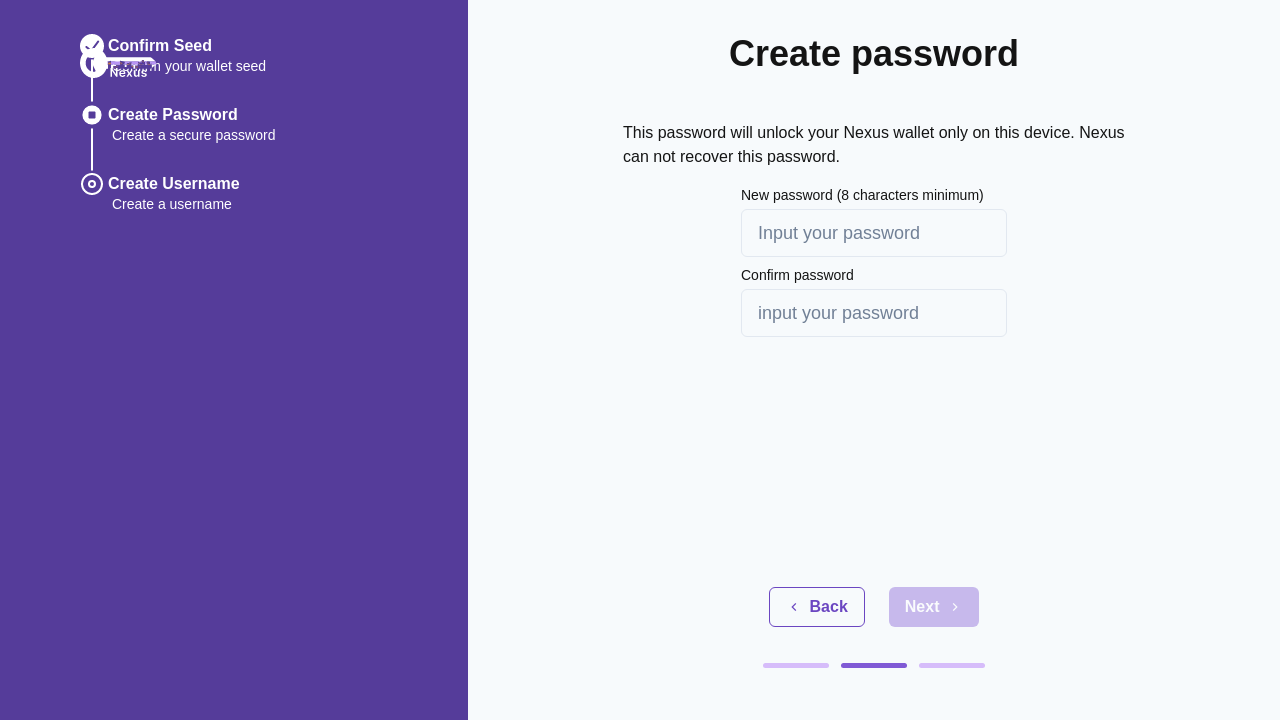 Confirm Seed
your wallet seed
Nexus
Create Password
Create a secure password
Create Username
Create a username
Create password
This password will unlock your Nexus wallet only on this device. Nexus
can not recover this password.
New password (8 characters minimum)
Input your password
Confirm password
input your password
Back
Next